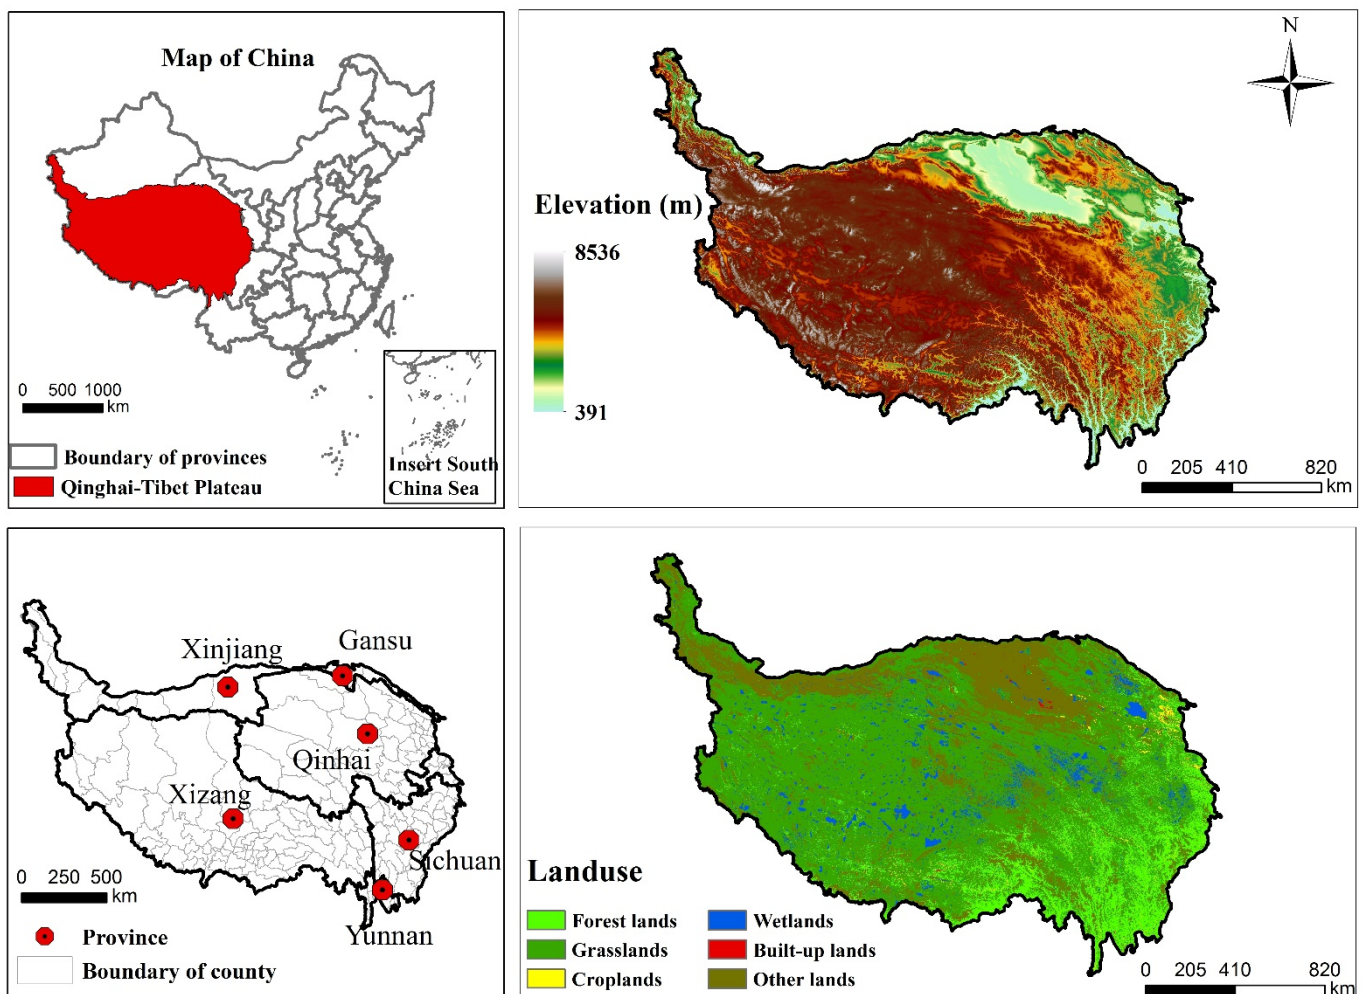 Map of China
0 500 1000
km
Boundary of provinces
Qinghai-Tibet Plateau
Insert South
China Sea
N
Elevation (m)
8536
391
0 205 410 820
km
Xinjiang
Gansu
Qinhai
Xizang
Sichuan
Yunnan
0 250 500
km
Province
Boundary of county
Landuse
Forest lands
Grasslands
Croplands
Wetlands
Built-up lands
Other lands
0 205 410 820
km